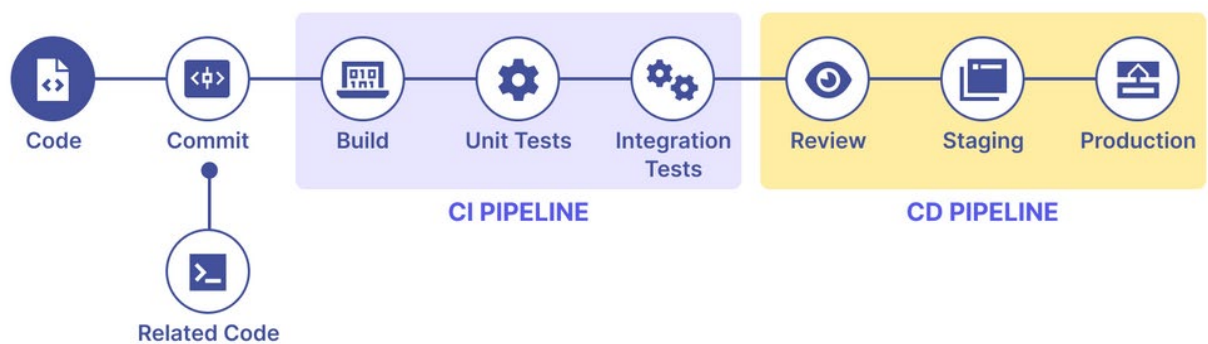 Code
Commit
Build
Unit Tests
Integration
Tests
Review
Staging
Production
CI PIPELINE
CD PIPELINE
Related Code